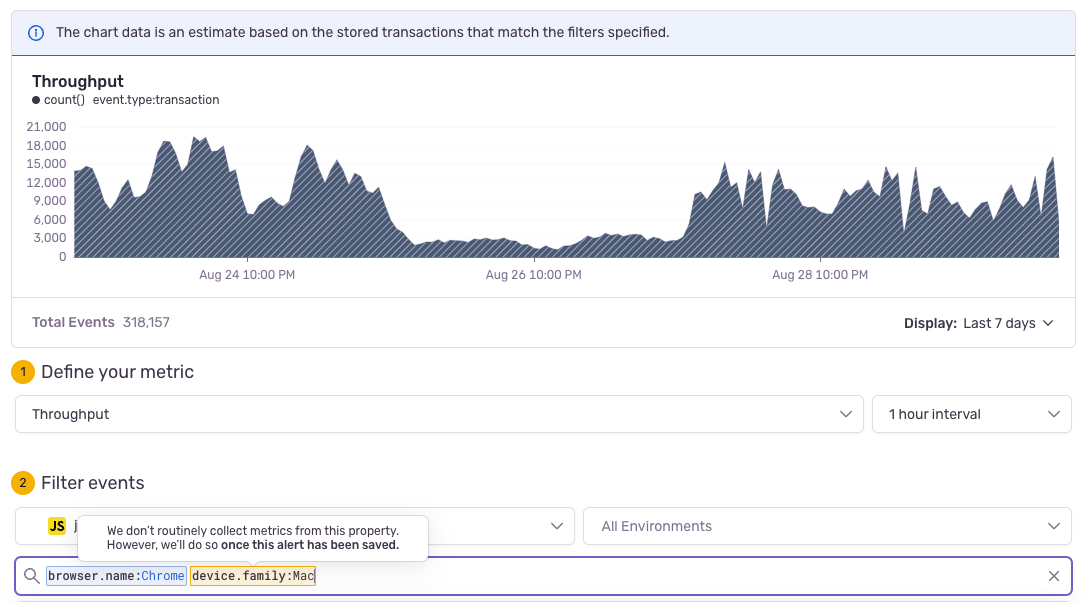 The chart data is an estimate based on the stored transactions that match the filters specified.
Throughput
count() event.type:transaction
21,000
18,000
15,000
12,000
9,000
6,000
3,000
0
Aug 24 10:00 PM
Aug 26 10:00 PM
Aug 28 10:00 PM
Total Events 318,157
Display: Last 7 days
1 Define your metric
Throughput
1 hour interval
2 Filter events
JS
All Environments
We don't routinely collect metrics from this property.
However, we'll do so once this alert has been saved.
browser.name:Chrome device.family:Mac